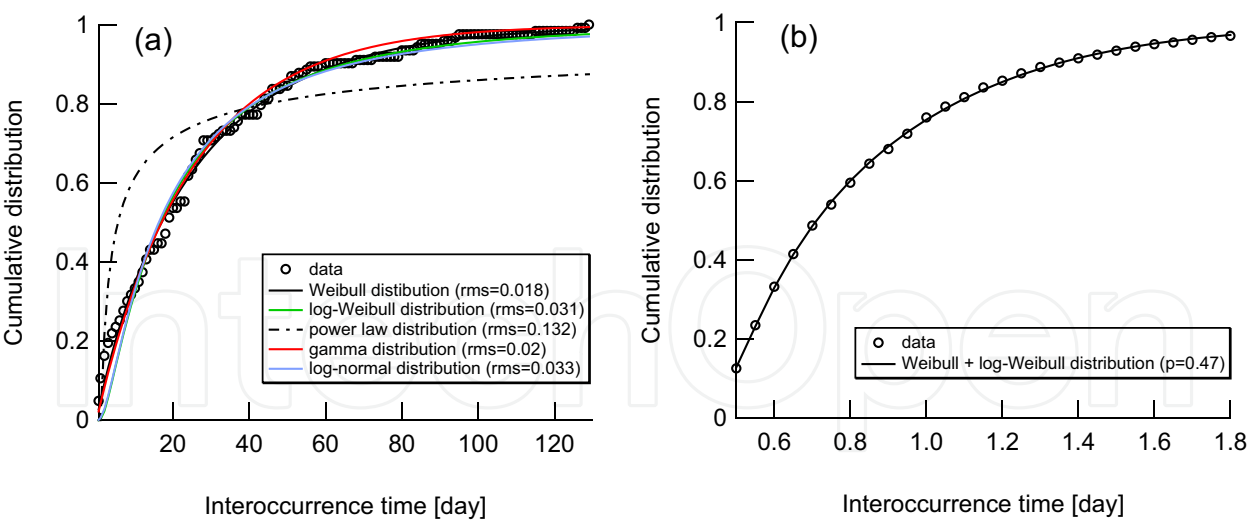 (a)
Cumulative distribution
1
0.8
0.6
0.4
0.2
0
20
40
60
80
100
120
Interoccurrence time [day]
data
Weibull distibution (rms=0.018)
log-Weibull distribution (rms=0.031)
power law distribution (rms=0.132)
gamma distribution (rms=0.02)
log-normal distribution (rms=0.033)
(b)
Cumulative distribution
1
0.8
0.6
0.4
0.2
0
0.6
0.8
1.0
1.2
1.4
1.6
1.8
Interoccurrence time [day]
data
Weibull + log-Weibull distribution (p=0.47)
IntechOpen